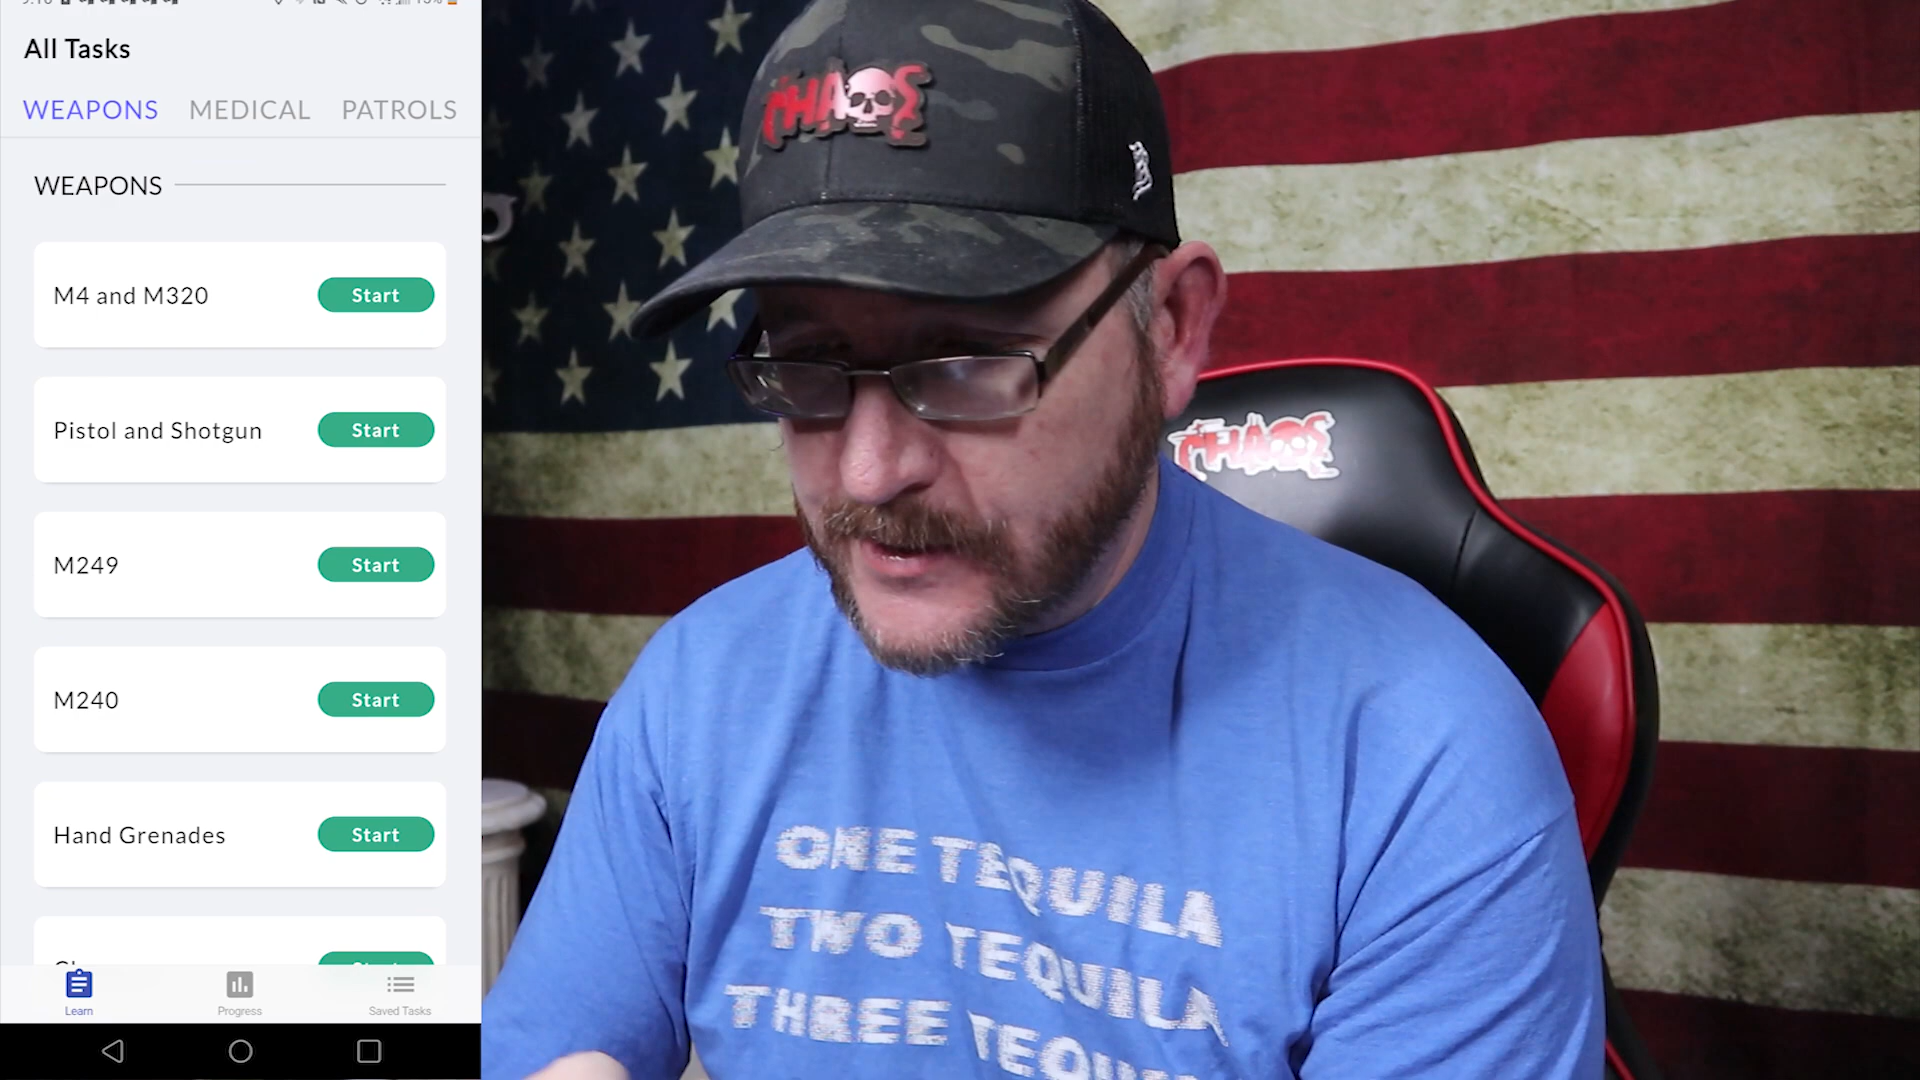 All Tasks
WEAPONS MEDICAL PATROLS
WEAPONS
M4 and M320 Start
Pistol and Shotgun Start
M249 Start
M240 Start
Hand Grenades Start
Learn Progress Saved Tasks
CHAOS
CHAOS
ONE TEQUILA
TWO TEQUILA
THREE